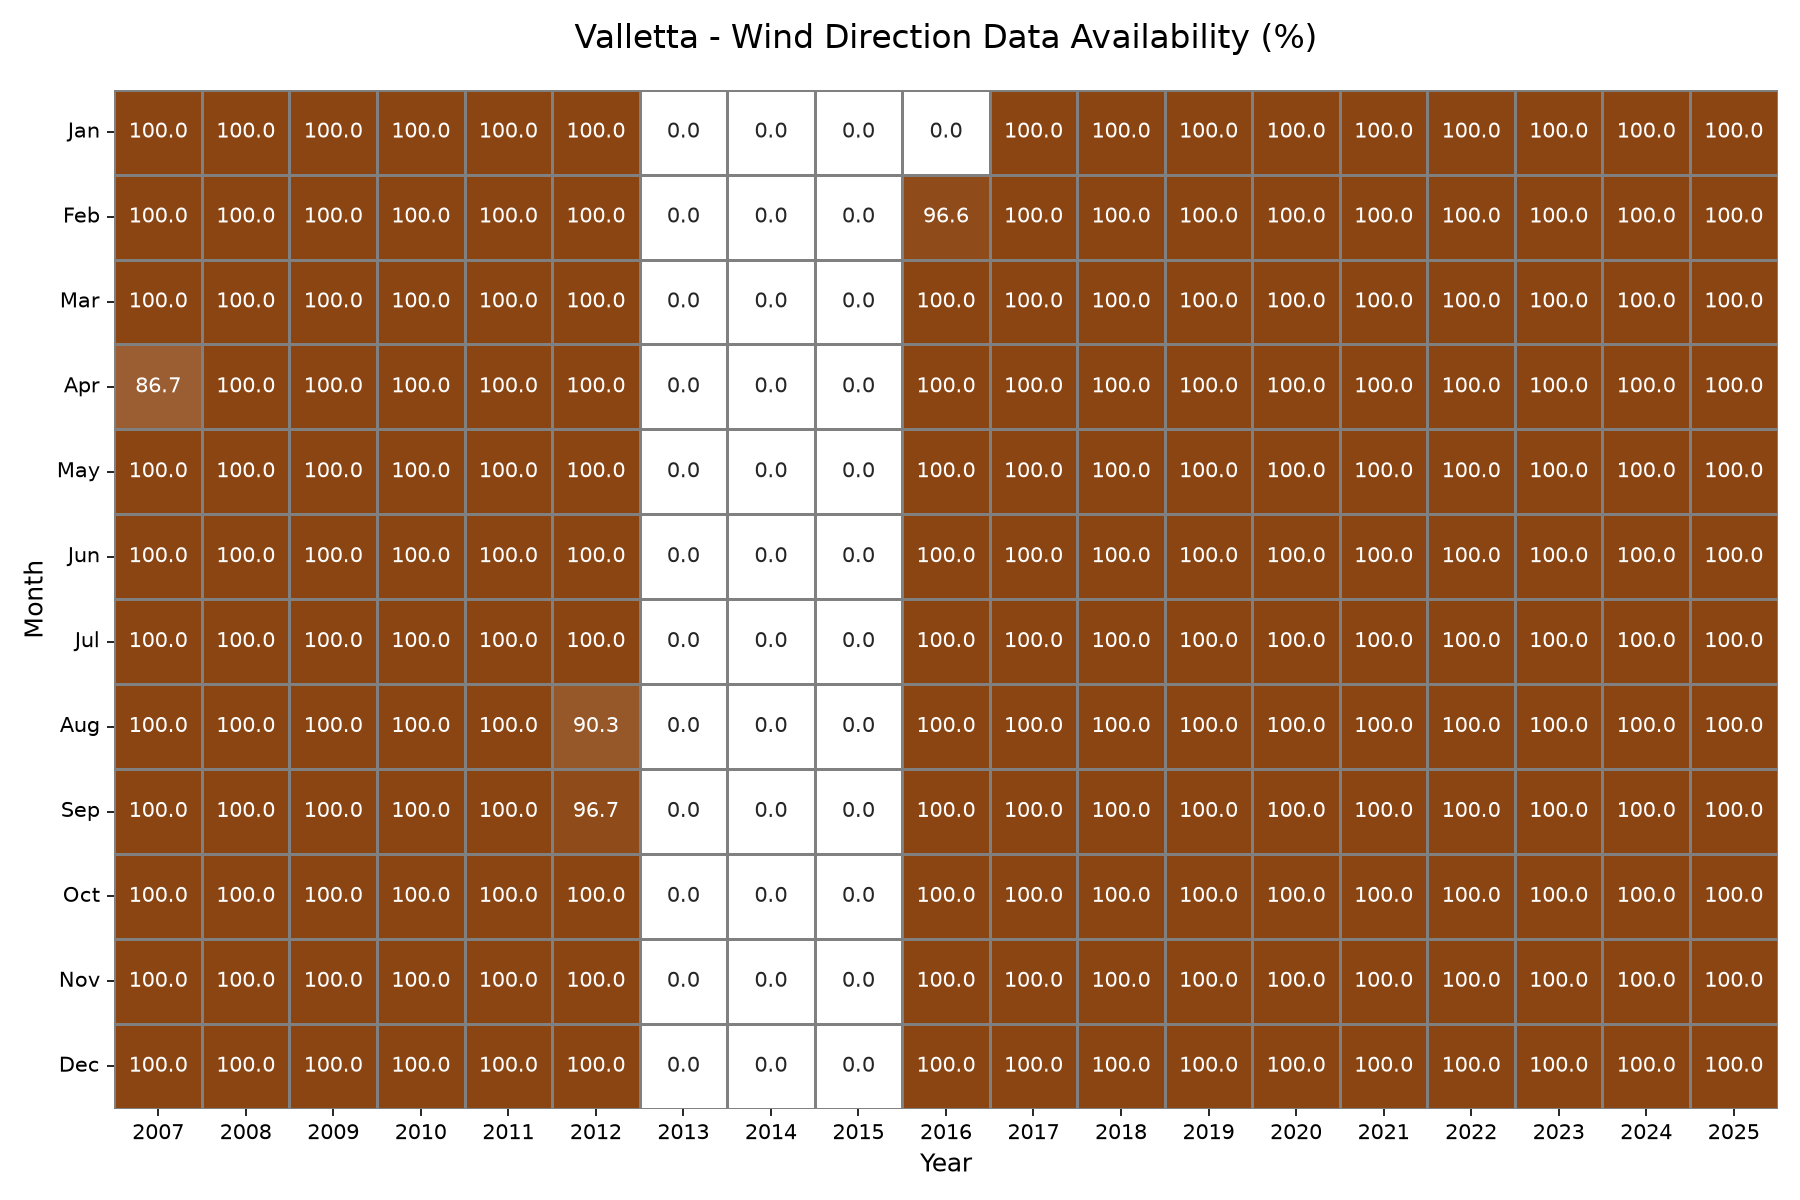 Valletta - Wind Direction Data Availability (%)
Jan 100.0 100.0 100.0 100.0 100.0 100.0 0.0 0.0 0.0 0.0 100.0 100.0 100.0 100.0 100.0 100.0 100.0 100.0 100.0
Feb 100.0 100.0 100.0 100.0 100.0 100.0 0.0 0.0 0.0 96.6 100.0 100.0 100.0 100.0 100.0 100.0 100.0 100.0 100.0
Mar 100.0 100.0 100.0 100.0 100.0 100.0 0.0 0.0 0.0 100.0 100.0 100.0 100.0 100.0 100.0 100.0 100.0 100.0 100.0
Apr 86.7 100.0 100.0 100.0 100.0 100.0 0.0 0.0 0.0 100.0 100.0 100.0 100.0 100.0 100.0 100.0 100.0 100.0 100.0
May 100.0 100.0 100.0 100.0 100.0 100.0 0.0 0.0 0.0 100.0 100.0 100.0 100.0 100.0 100.0 100.0 100.0 100.0 100.0
Jun 100.0 100.0 100.0 100.0 100.0 100.0 0.0 0.0 0.0 100.0 100.0 100.0 100.0 100.0 100.0 100.0 100.0 100.0 100.0
Jul 100.0 100.0 100.0 100.0 100.0 100.0 0.0 0.0 0.0 100.0 100.0 100.0 100.0 100.0 100.0 100.0 100.0 100.0 100.0
Aug 100.0 100.0 100.0 100.0 100.0 90.3 0.0 0.0 0.0 100.0 100.0 100.0 100.0 100.0 100.0 100.0 100.0 100.0 100.0
Sep 100.0 100.0 100.0 100.0 100.0 96.7 0.0 0.0 0.0 100.0 100.0 100.0 100.0 100.0 100.0 100.0 100.0 100.0 100.0
Oct 100.0 100.0 100.0 100.0 100.0 100.0 0.0 0.0 0.0 100.0 100.0 100.0 100.0 100.0 100.0 100.0 100.0 100.0 100.0
Nov 100.0 100.0 100.0 100.0 100.0 100.0 0.0 0.0 0.0 100.0 100.0 100.0 100.0 100.0 100.0 100.0 100.0 100.0 100.0
Dec 100.0 100.0 100.0 100.0 100.0 100.0 0.0 0.0 0.0 100.0 100.0 100.0 100.0 100.0 100.0 100.0 100.0 100.0 100.0
2007 2008 2009 2010 2011 2012 2013 2014 2015 2016 2017 2018 2019 2020 2021 2022 2023 2024 2025
Year
Month